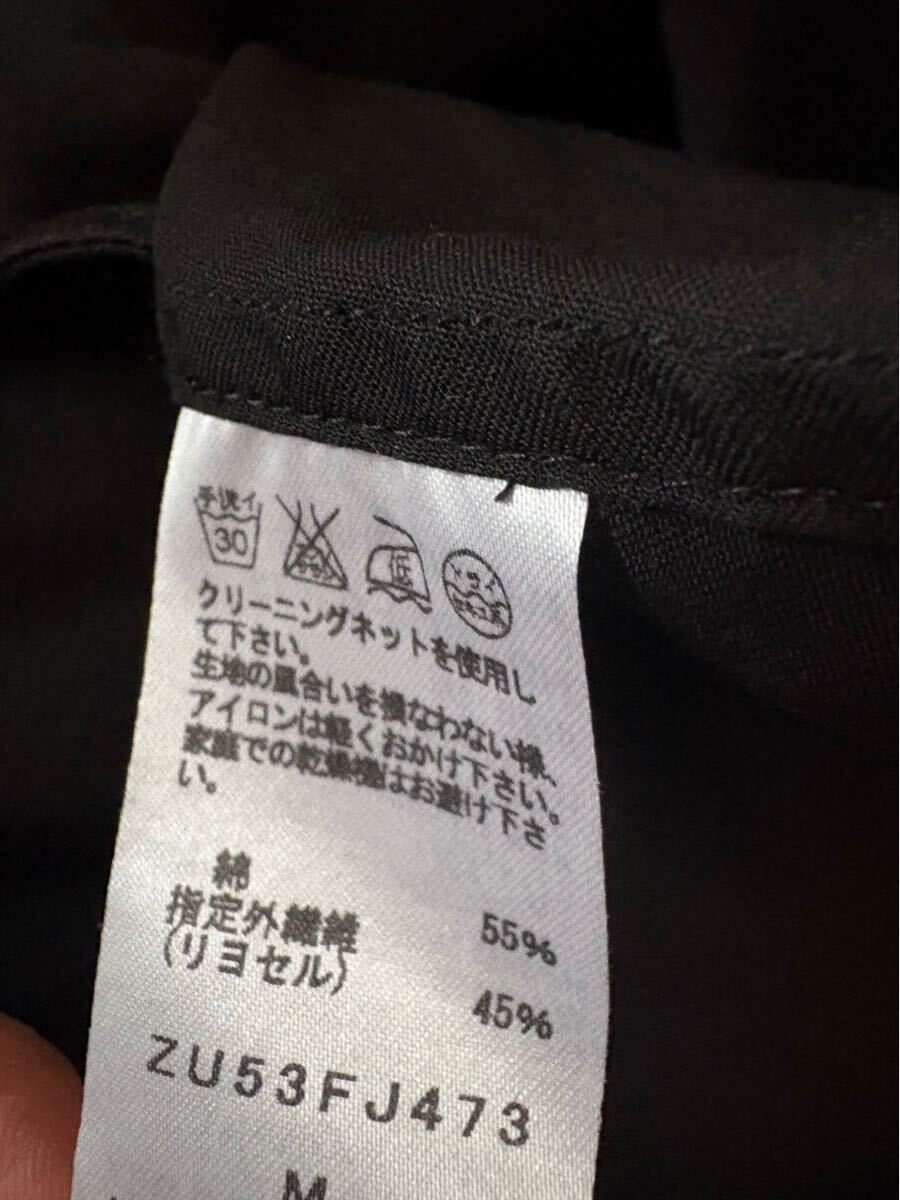 手洗イ
30
中
クリーニングネットを使用し
て下さい。
生地の風合いを損なわない様、
アイロンは軽くおかけ下さい。
家庭での乾燥機はお避け下さ
い。
綿 55%
指定外繊維
(リヨセル) 45%
ZU53FJ473
M